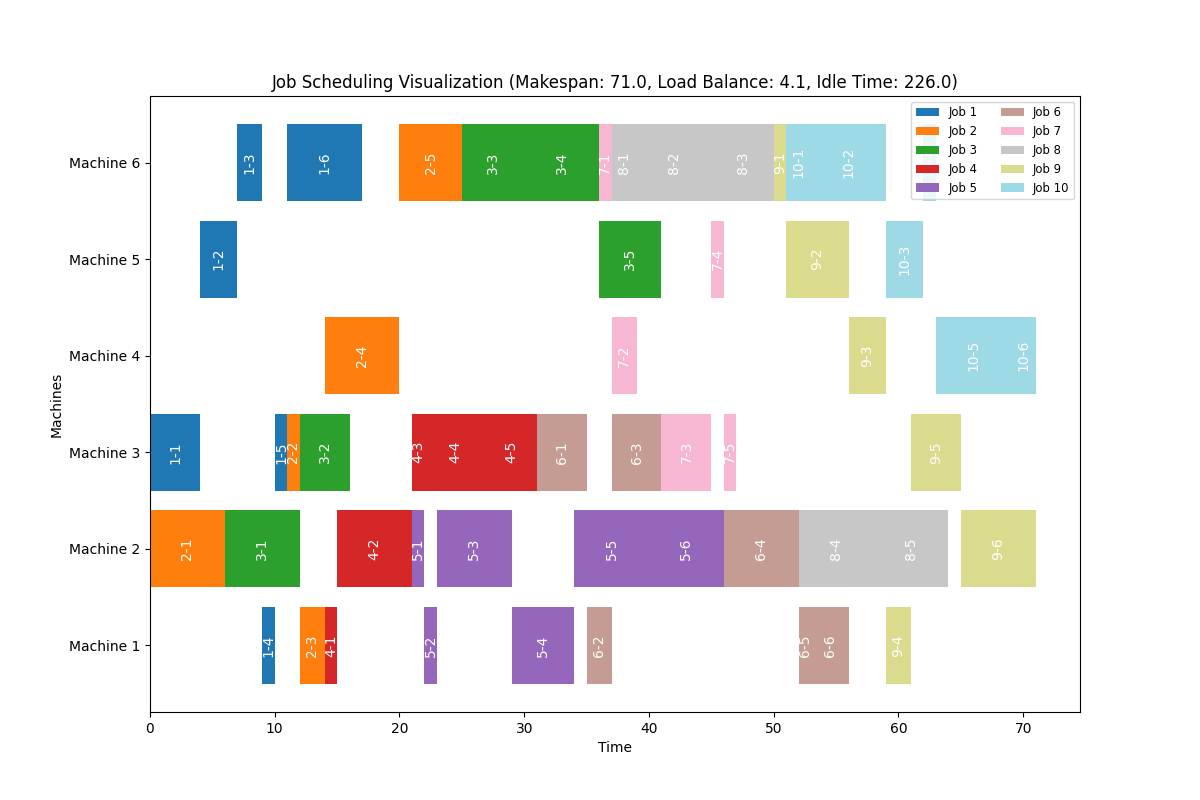 Job Scheduling Visualization (Makespan: 71.0, Load Balance: 4.1, Idle Time: 226.0)
Machine 6
1-3
1-6
2-5
3-3
3-4
7-1
8-1
8-2
8-3
9-1
10-1
10-2
Job 1
Job 2
Job 3
Job 4
Job 5
Job 6
Job 7
Job 8
Job 9
Job 10
Machine 5
1-2
3-5
7-4
9-2
10-3
Machine 4
2-4
7-2
9-3
10-5
10-6
Machines
Machine 3
1-1
1-5
2-2
3-2
4-3
4-4
4-5
6-1
6-3
7-3
7-5
9-5
Machine 2
2-1
3-1
4-2
5-1
5-3
5-5
5-6
6-4
8-4
8-5
9-6
Machine 1
1-4
2-3
4-1
5-2
5-4
6-2
6-5
6-6
9-4
0 10 20 30 40 50 60 70
Time